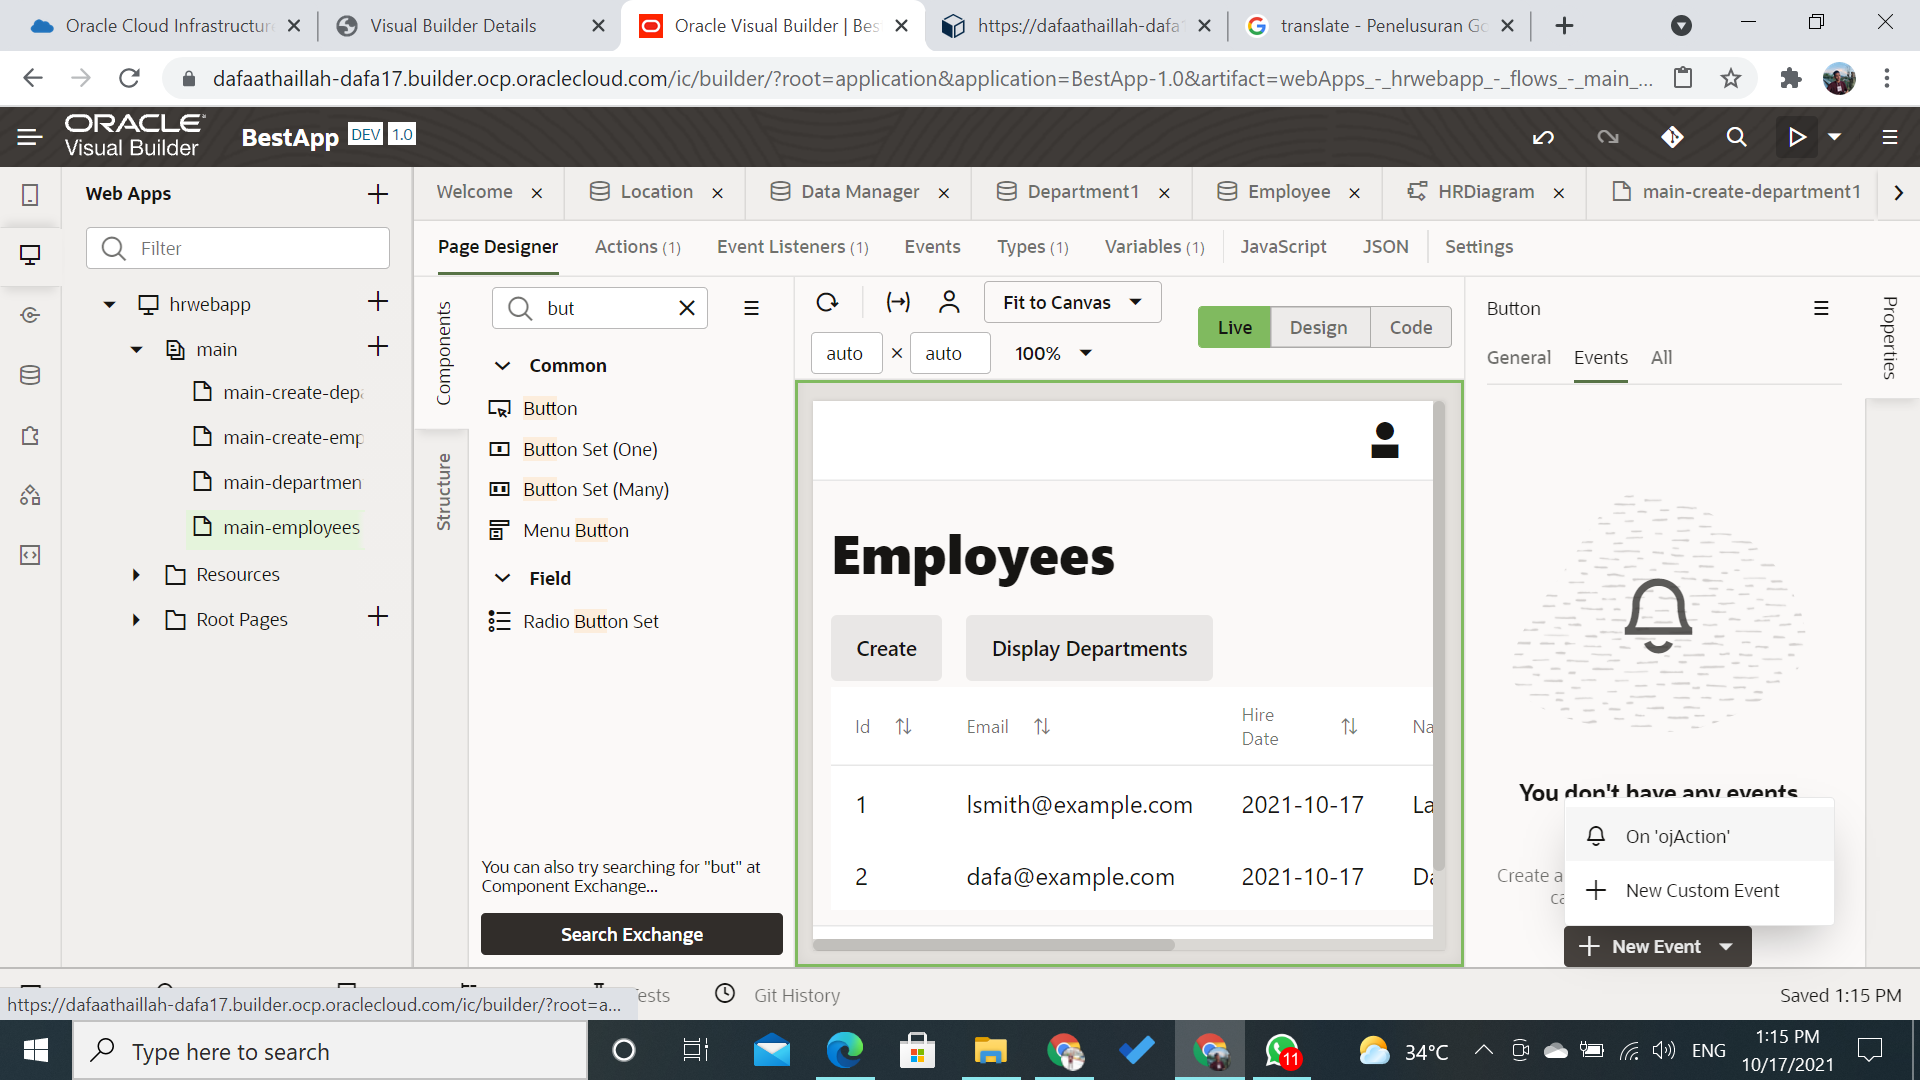 Oracle Cloud Infrastructure
Visual Builder Details
Oracle Visual Builder | Bes
https://dafaathaillah-dafa1
translate - Penelusuran Go
dafaathaillah-dafa17.builder.ocp.oraclecloud.com/ic/builder/?root=application&application=BestApp-1.0&artifact=webApps_-_hrwebapp_-_flows_-_main_-...
ORACLE
Visual Builder
BestApp DEV 1.0
Web Apps
Filter
hrwebapp
main
main-create-depa
main-create-emp
main-departmen
main-employees
Resources
Root Pages
Welcome
Location
Data Manager
Department1
Employee
HRDiagram
main-create-department1
Page Designer
Actions (1)
Event Listeners (1)
Events
Types (1)
Variables (1)
JavaScript
JSON
Settings
Components
Structure
but
Common
Button
Button Set (One)
Button Set (Many)
Menu Button
Field
Radio Button Set
You can also try searching for "but" at
Component Exchange...
Search Exchange
Fit to Canvas
auto × auto
100%
Live
Design
Code
Employees
Create
Display Departments
Id
Email
Hire
Date
Na
1 lsmith@example.com 2021-10-17 La
2 dafa@example.com 2021-10-17 Da
Button
General
Events
All
Properties
You don't have any events
Create a
ca
On 'ojAction'
New Custom Event
New Event
https://dafaathaillah-dafa17.builder.ocp.oraclecloud.com/ic/builder/?root=a...
ests
Git History
Saved 1:15 PM
Type here to search
11
34°C
ENG
1:15 PM
10/17/2021